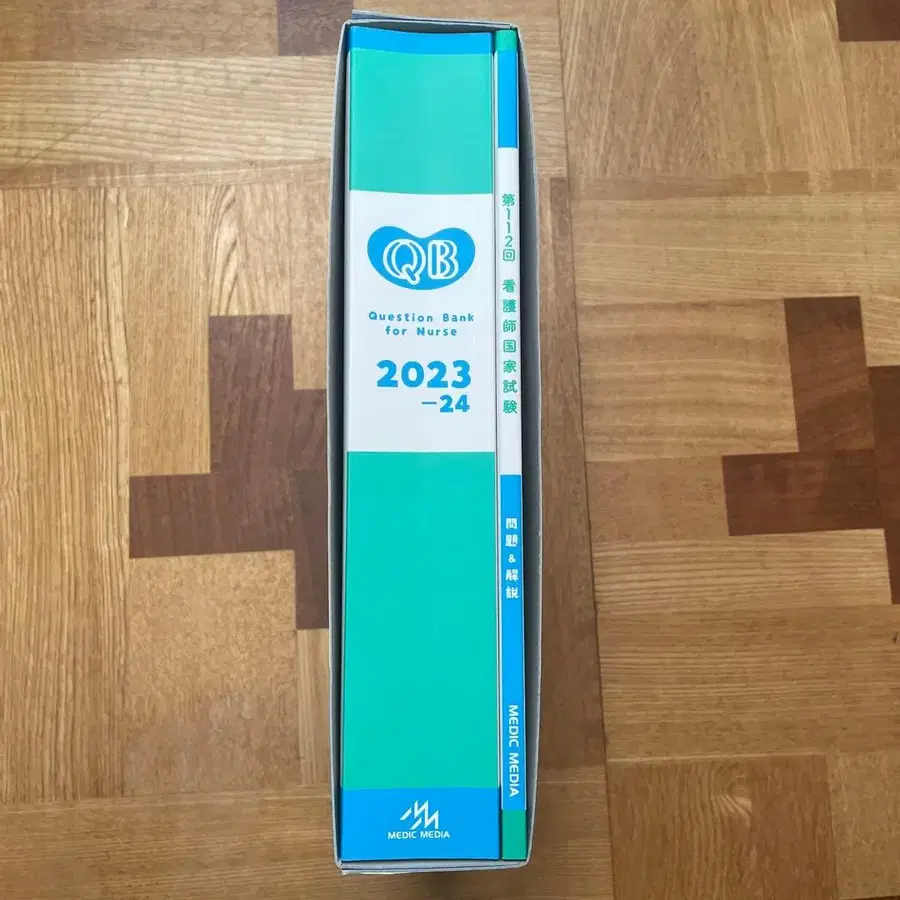 QB
Question Bank
for Nurse
2023
–24
MEDIC MEDIA
第112回 看護師国家試験
問題&解説
MEDIC MEDIA